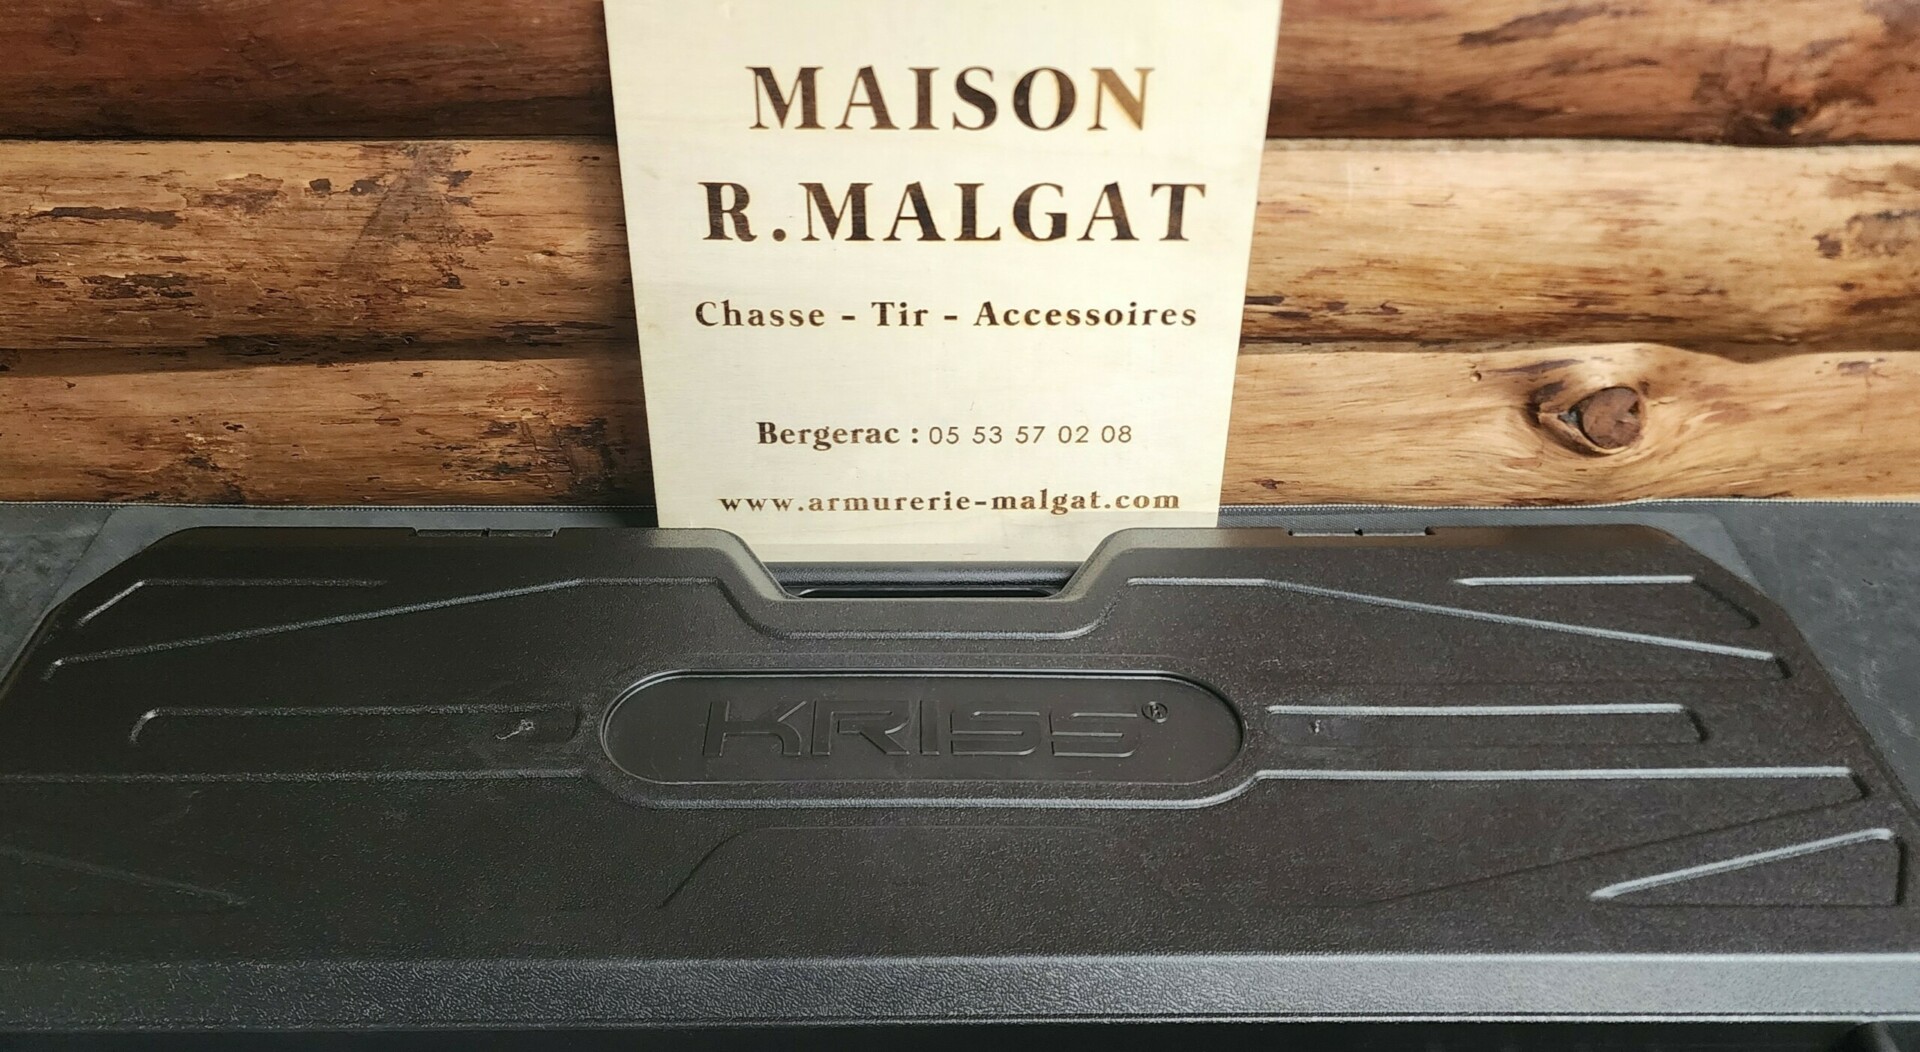 MAISON
R.MALGAT
Chasse - Tir - Accessoires
Bergerac : 05 53 57 02 08
www.armurerie-malgat.com
KRISS®